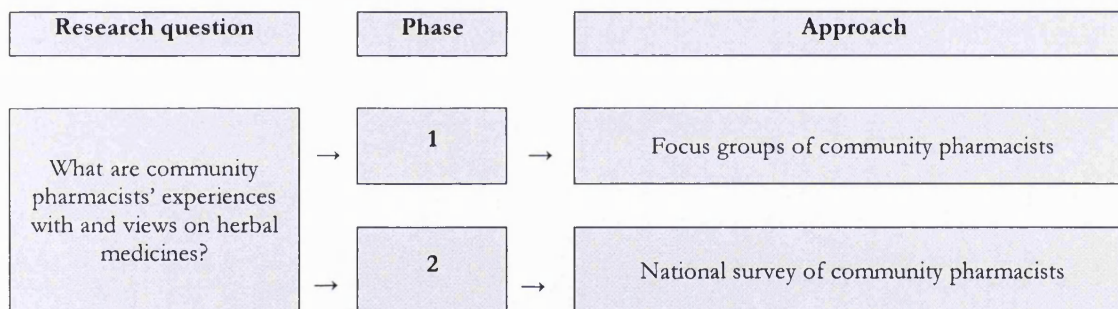 Research question
Phase
Approach
What are community
pharmacists’ experiences
with and views on herbal
medicines?
→
1
→
Focus groups of community pharmacists
→
2
→
National survey of community pharmacists